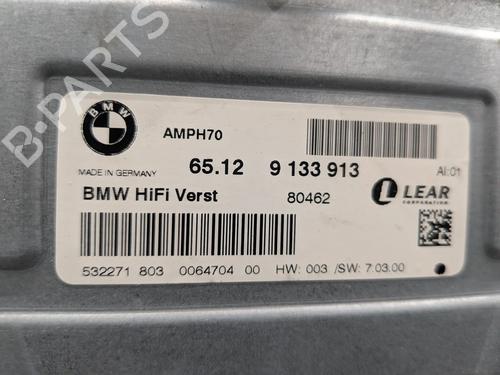 B-PARTS
BMW
AMPH70
MADE IN GERMANY
65.12 9 133 913 AI:01
BMW HiFi Verst 80462 LEAR
CORPORATION
532271 803 0064704 00 HW: 003 /SW: 7.03.00